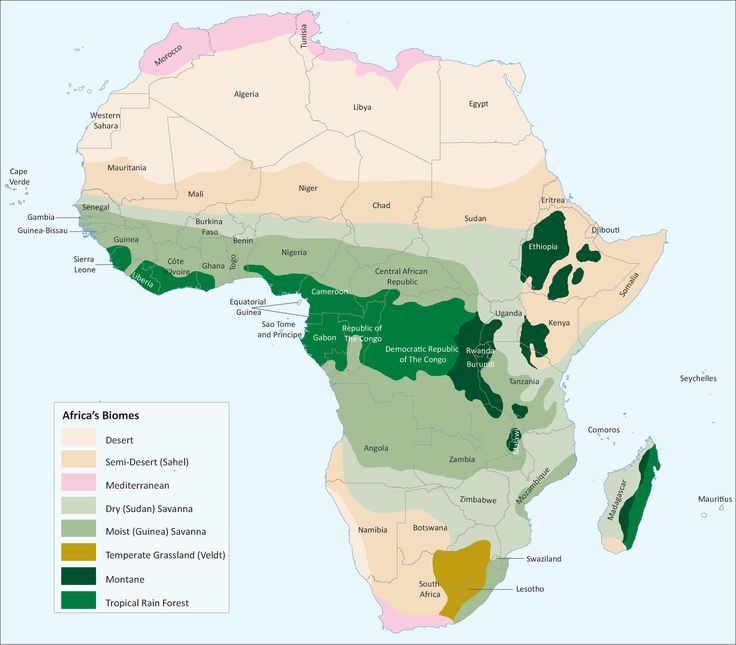 Tunisia
Morocco
Algeria
Libya
Egypt
Western
Sahara
Mauritania
Mali
Niger
Chad
Sudan
Eritrea
Cape
Verde
Senegal
Gambia
Guinea-Bissau
Guinea
Burkina
Faso
Benin
Nigeria
Djibouti
Ethiopia
Somalia
Sierra
Leone
Liberia
Côte
d'Ivoire
Ghana
Togo
Central African
Republic
Cameroon
Equatorial
Guinea
Sao Tome
and Principe
Gabon
Republic of
The Congo
Democratic Republic
of The Congo
Uganda
Kenya
Rwanda
Burundi
Tanzania
Seychelles
Comoros
Angola
Zambia
Malawi
Mozambique
Madagascar
Mauritius
Zimbabwe
Namibia
Botswana
Swaziland
South
Africa
Lesotho
Africa's Biomes
Desert
Semi-Desert (Sahel)
Mediterranean
Dry (Sudan) Savanna
Moist (Guinea) Savanna
Temperate Grassland (Veldt)
Montane
Tropical Rain Forest